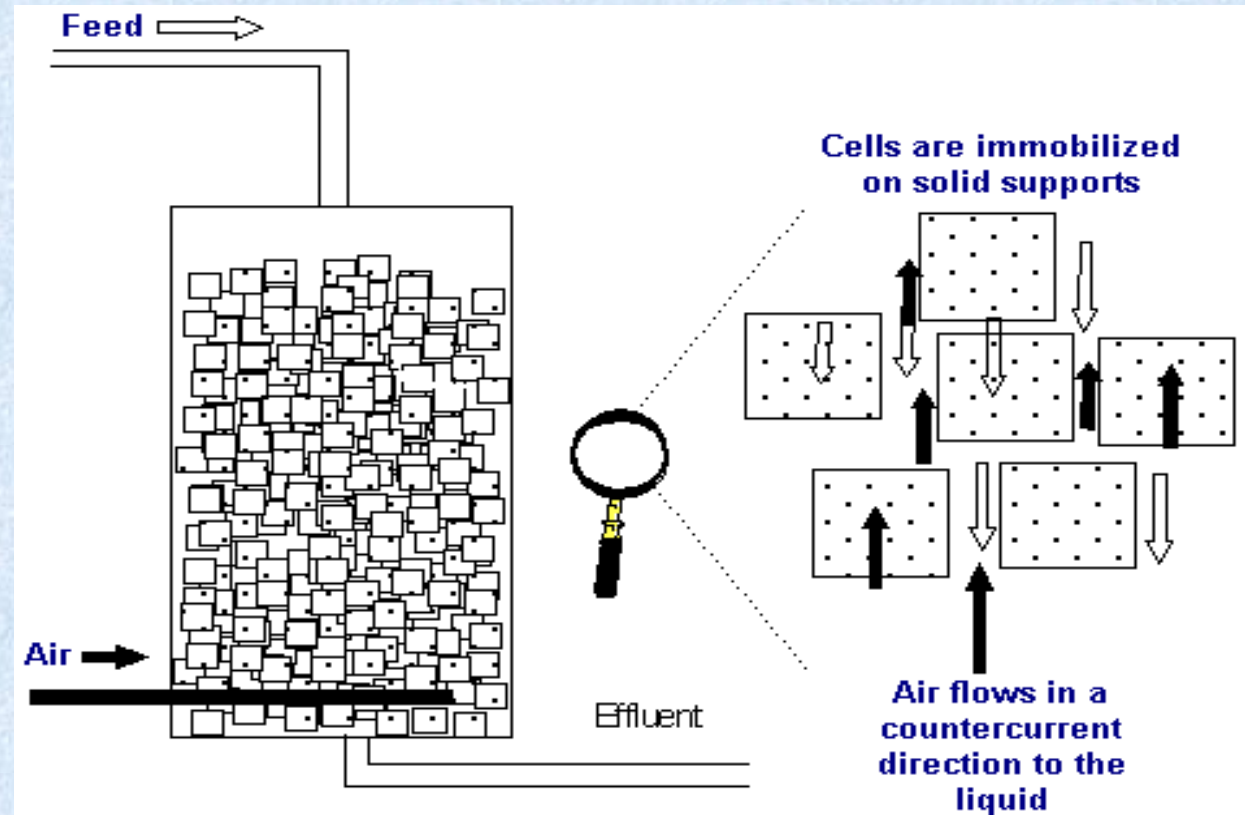 Feed
Cells are immobilized
on solid supports
Air
Effluent
Air flows in a
countercurrent
direction to the
liquid